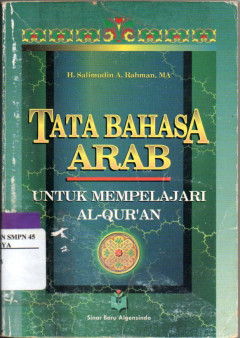 H. Salimudin A. Rahman, MA
TATA BAHASA
ARAB
UNTUK MEMPELAJARI
AL-QUR'AN
N SMPN 45
YA
Sinar Baru Algensindo